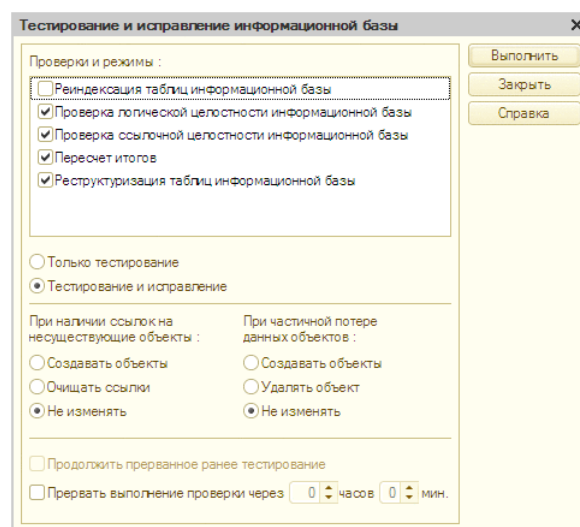 Тестирование и исправление информационной базы
Проверки и режимы :
Выполнить
Закрыть
Справка
Реиндексация таблиц информационной базы
Проверка логической целостности информационной базы
Проверка ссылочной целостности информационной базы
Пересчет итогов
Реструктуризация таблиц информационной базы
Только тестирование
Тестирование и исправление
При наличии ссылок на
несуществующие объекты :
Создавать объекты
Очищать ссылки
Не изменять
При частичной потере
данных объектов :
Создавать объекты
Удалять объект
Не изменять
Продолжить прерванное ранее тестирование
Прервать выполнение проверки через 0 часов 0 мин.